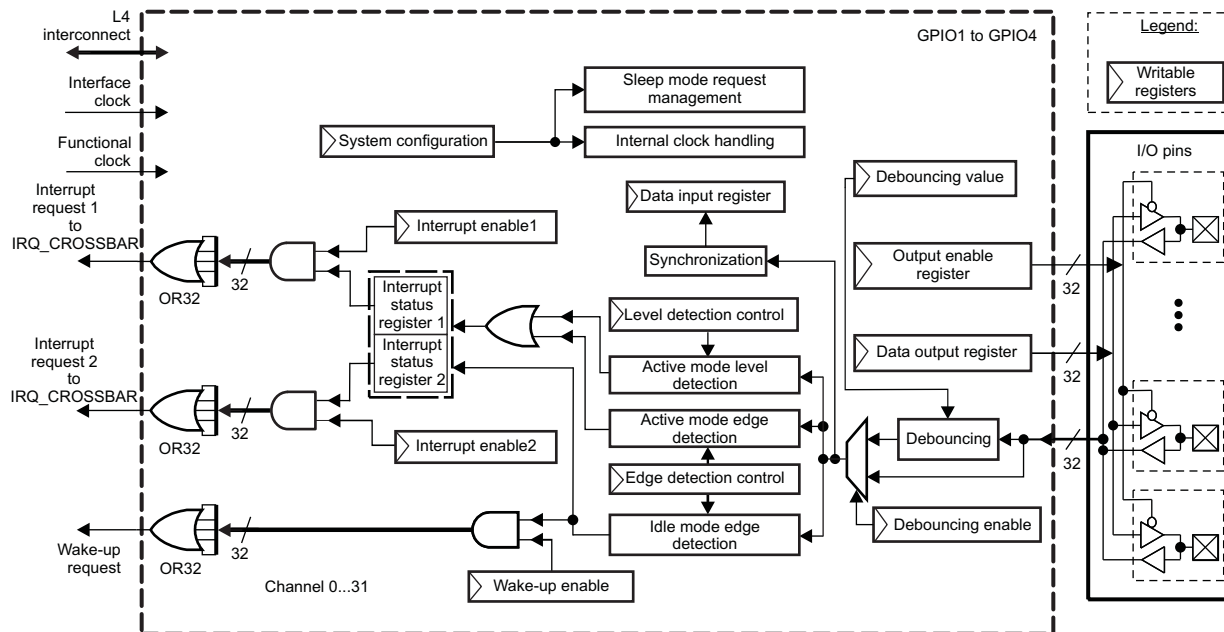 L4
interconnect
GPIO1 to GPIO4
Legend:
Writable
registers
Interface
clock
Functional
clock
Sleep mode request
management
System configuration
Internal clock handling
I/O pins
Interrupt
request 1
to
IRQ_CROSSBAR
Data input register
Debouncing value
Interrupt enable1
OR32
32
Synchronization
Output enable
register
32
Interrupt
status
register 1
Interrupt
status
register 2
Level detection control
Data output register
32
Active mode level
detection
Interrupt
request 2
to
IRQ_CROSSBAR
OR32
32
Interrupt enable2
Active mode edge
detection
Debouncing
32
Edge detection control
Idle mode edge
detection
Debouncing enable
Wake-up
request
OR32
32
Wake-up enable
Channel 0...31